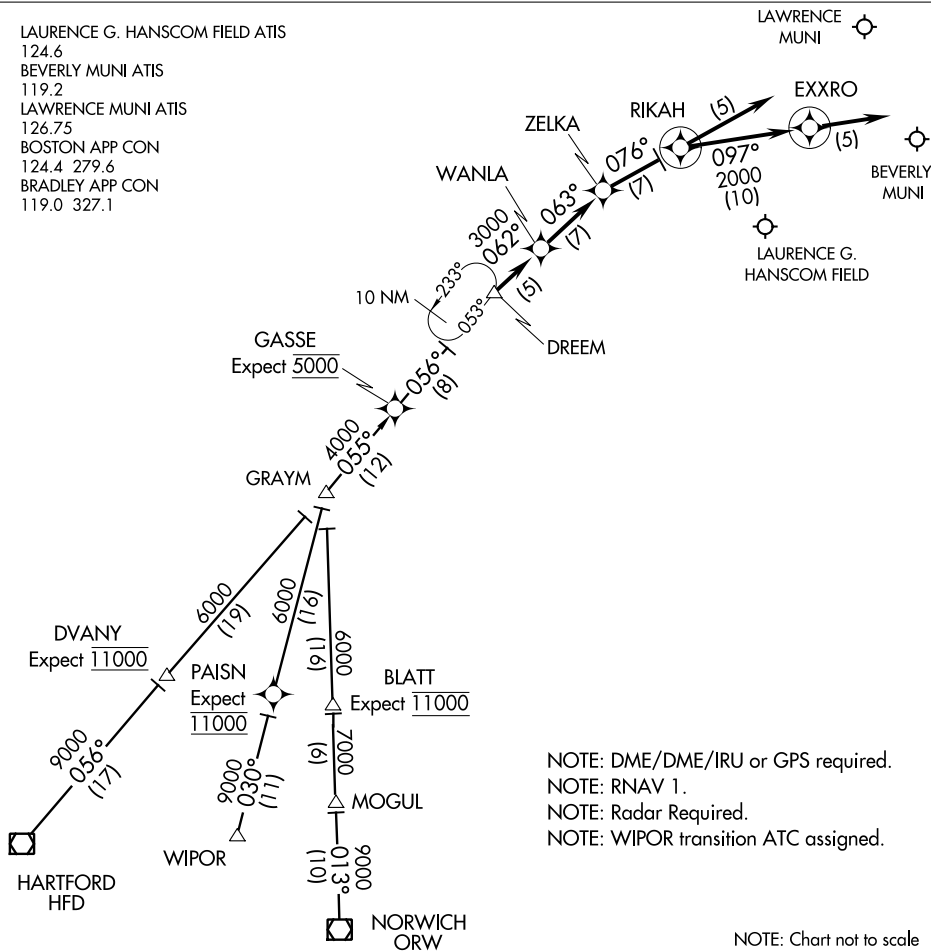 LAURENCE G. HANSCOM FIELD ATIS
124.6
BEVERLY MUNI ATIS
119.2
LAWRENCE MUNI ATIS
126.75
BOSTON APP CON
124.4 279.6
BRADLEY APP CON
119.0 327.1
LAWRENCE
MUNI
EXXRO
(5)
RIKAH
(5)
097°
2000
(10)
BEVERLY
MUNI
LAURENCE G.
HANSCOM FIELD
ZELKA
076°
(7)
WANLA
063°
(7)
3000
062°
(5)
233°
053°
10 NM
DREEM
GASSE
Expect 5000
056°
(8)
4000
055°
(12)
GRAYM
6000
(19)
6000
(16)
6000
(16)
DVANY
Expect 11000
PAISN
Expect
11000
BLATT
Expect 11000
7000
(6)
MOGUL
9000
056°
(17)
9000
030°
(11)
9000
013°
(10)
WIPOR
HARTFORD
HFD
NORWICH
ORW
NOTE: DME/DME/IRU or GPS required.
NOTE: RNAV 1.
NOTE: Radar Required.
NOTE: WIPOR transition ATC assigned.
NOTE: Chart not to scale